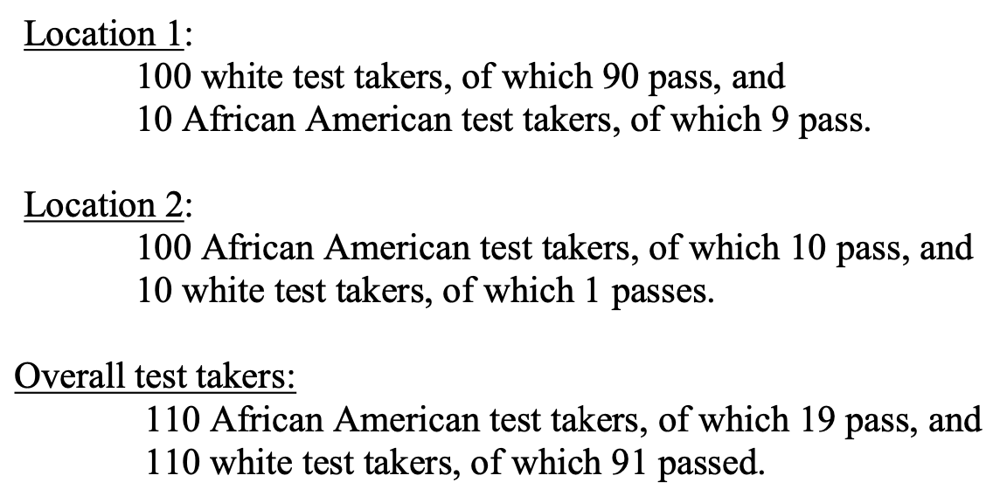 Location 1:
100 white test takers, of which 90 pass, and
10 African American test takers, of which 9 pass.
Location 2:
100 African American test takers, of which 10 pass, and
10 white test takers, of which 1 passes.
Overall test takers:
110 African American test takers, of which 19 pass, and
110 white test takers, of which 91 passed.